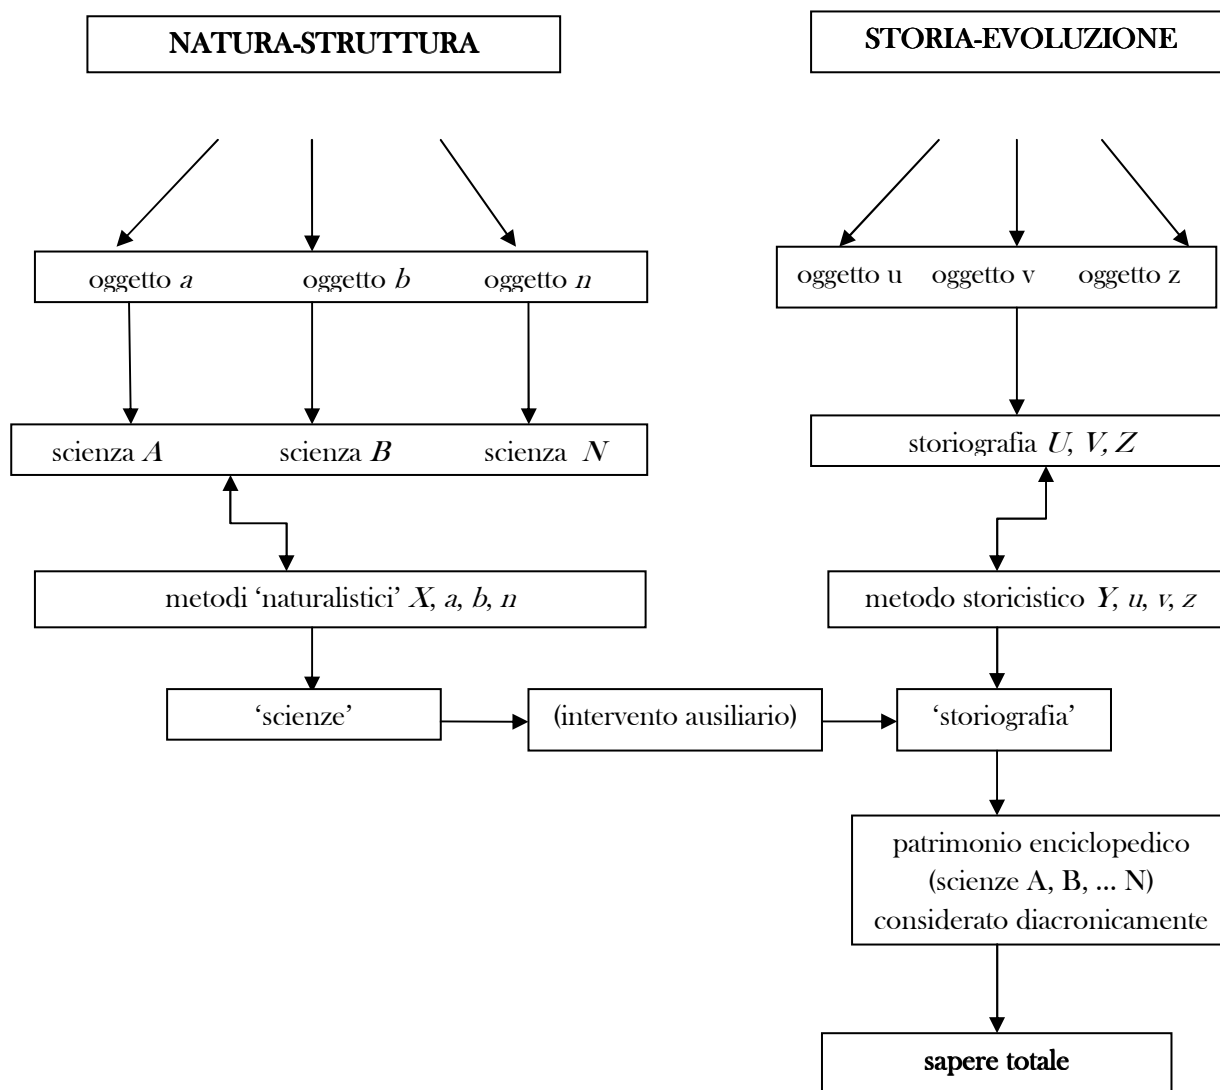 NATURA-STRUTTURA
STORIA-EVOLUZIONE
oggetto a oggetto b oggetto n
oggetto u oggetto v oggetto z
scienza A scienza B scienza N
storiografia U, V, Z
metodi ‘naturalistici’ X, a, b, n
metodo storicistico Y, u, v, z
‘scienze’
(intervento ausiliario)
‘storiografia’
patrimonio enciclopedico
(scienze A, B, ... N)
considerato diacronicamente
sapere totale